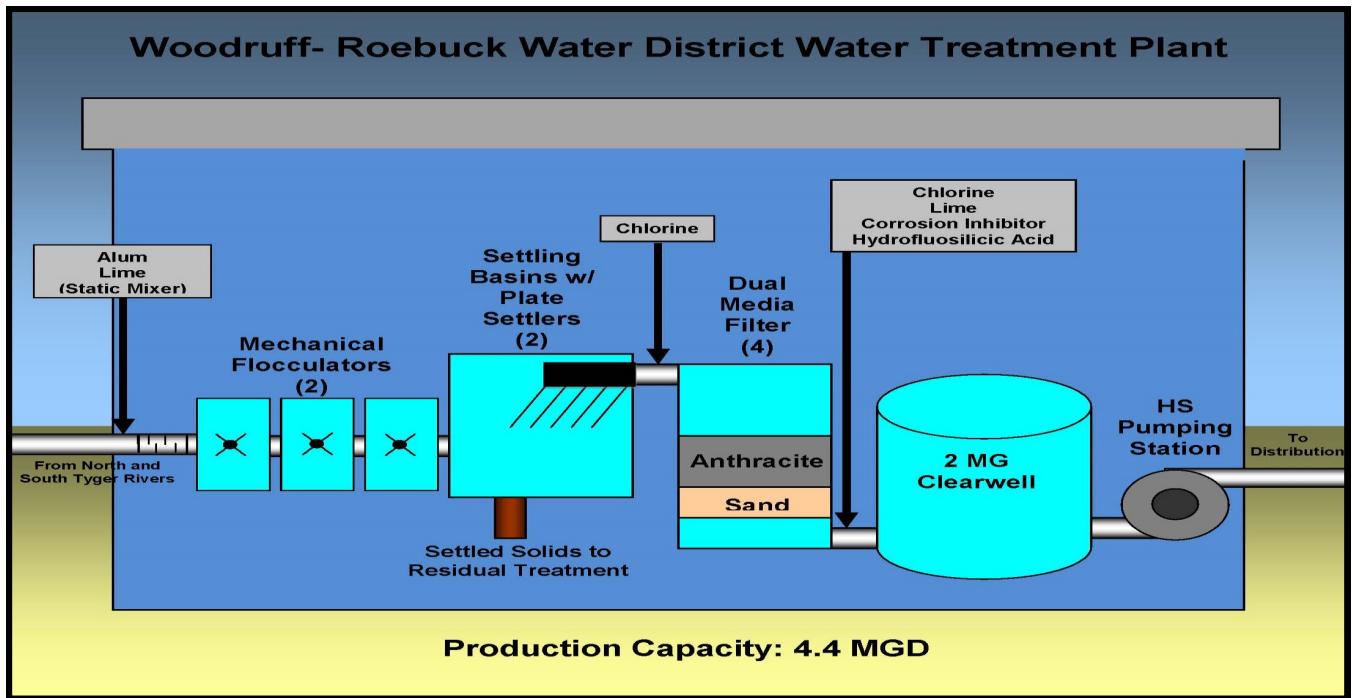 Woodruff- Roebuck Water District Water Treatment Plant
Alum
Lime
(Static Mixer)
From North and
South Tyger Rivers
Mechanical
Flocculators
(2)
Settling
Basins w/
Plate
Settlers
(2)
Settled Solids to
Residual Treatment
Chlorine
Dual
Media
Filter
(4)
Anthracite
Sand
Chlorine
Lime
Corrosion Inhibitor
Hydrofluosilicic Acid
2 MG
Clearwell
HS
Pumping
Station
To
Distribution
Production Capacity: 4.4 MGD